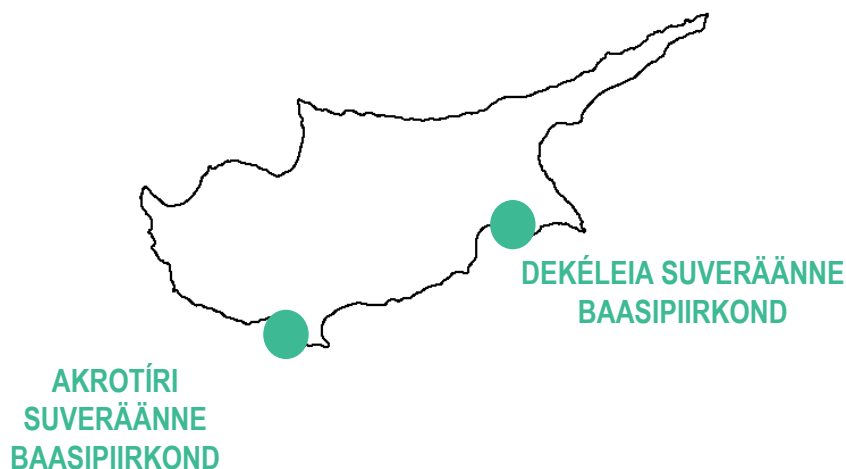 DEKÉLEIA SUVERÄÄNNE
BAASIPIIRKOND
AKROTÍRI
SUVERÄÄNNE
BAASIPIIRKOND